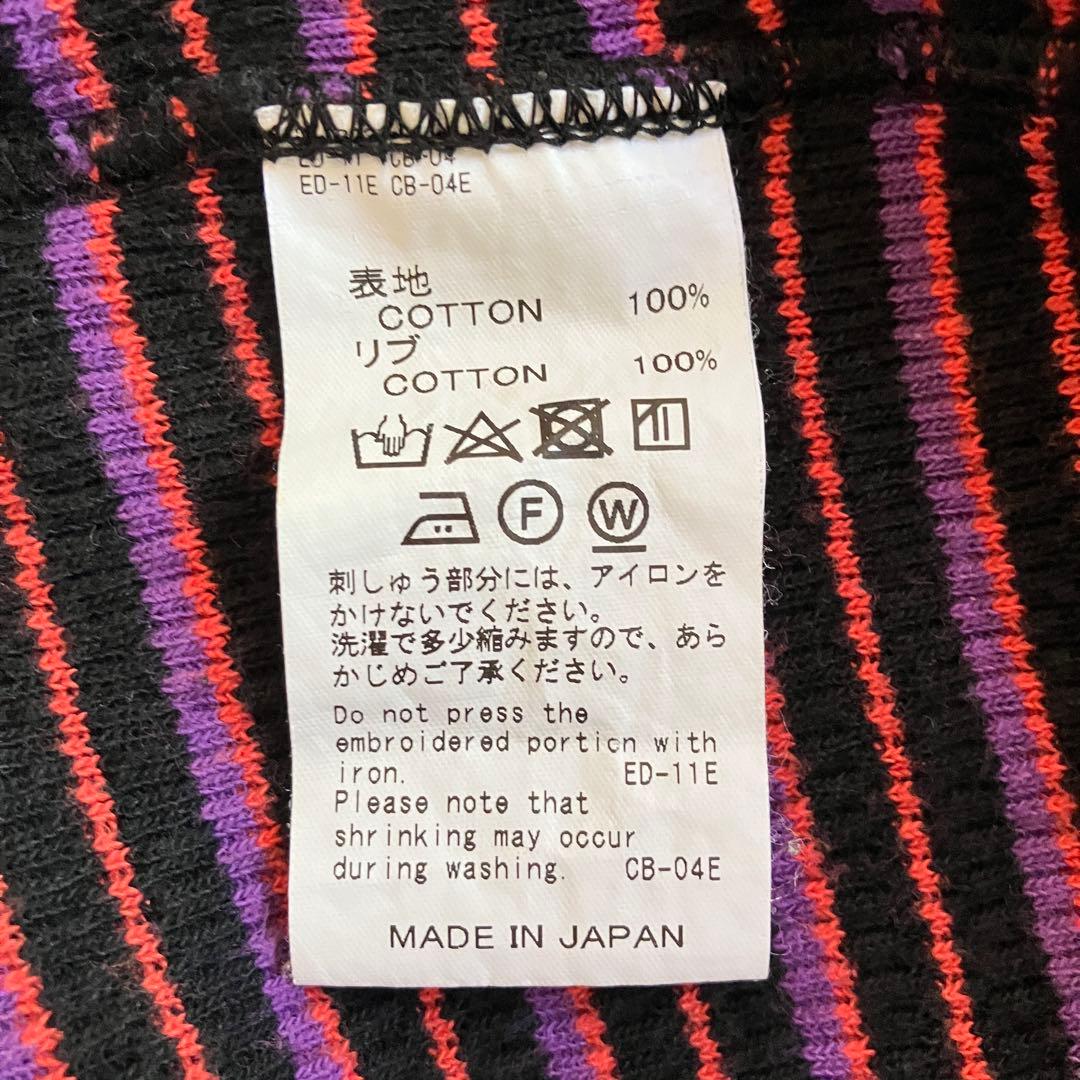 ED-11E CB-04E
表地
COTTON 100%
リブ
COTTON 100%
F W
刺しゅう部分には、アイロンを
かけないでください。
洗濯で多少縮みますので、あら
かじめご了承ください。
Do not press the
embroidered portion with
iron. ED-11E
Please note that
shrinking may occur
during washing. CB-04E
MADE IN JAPAN